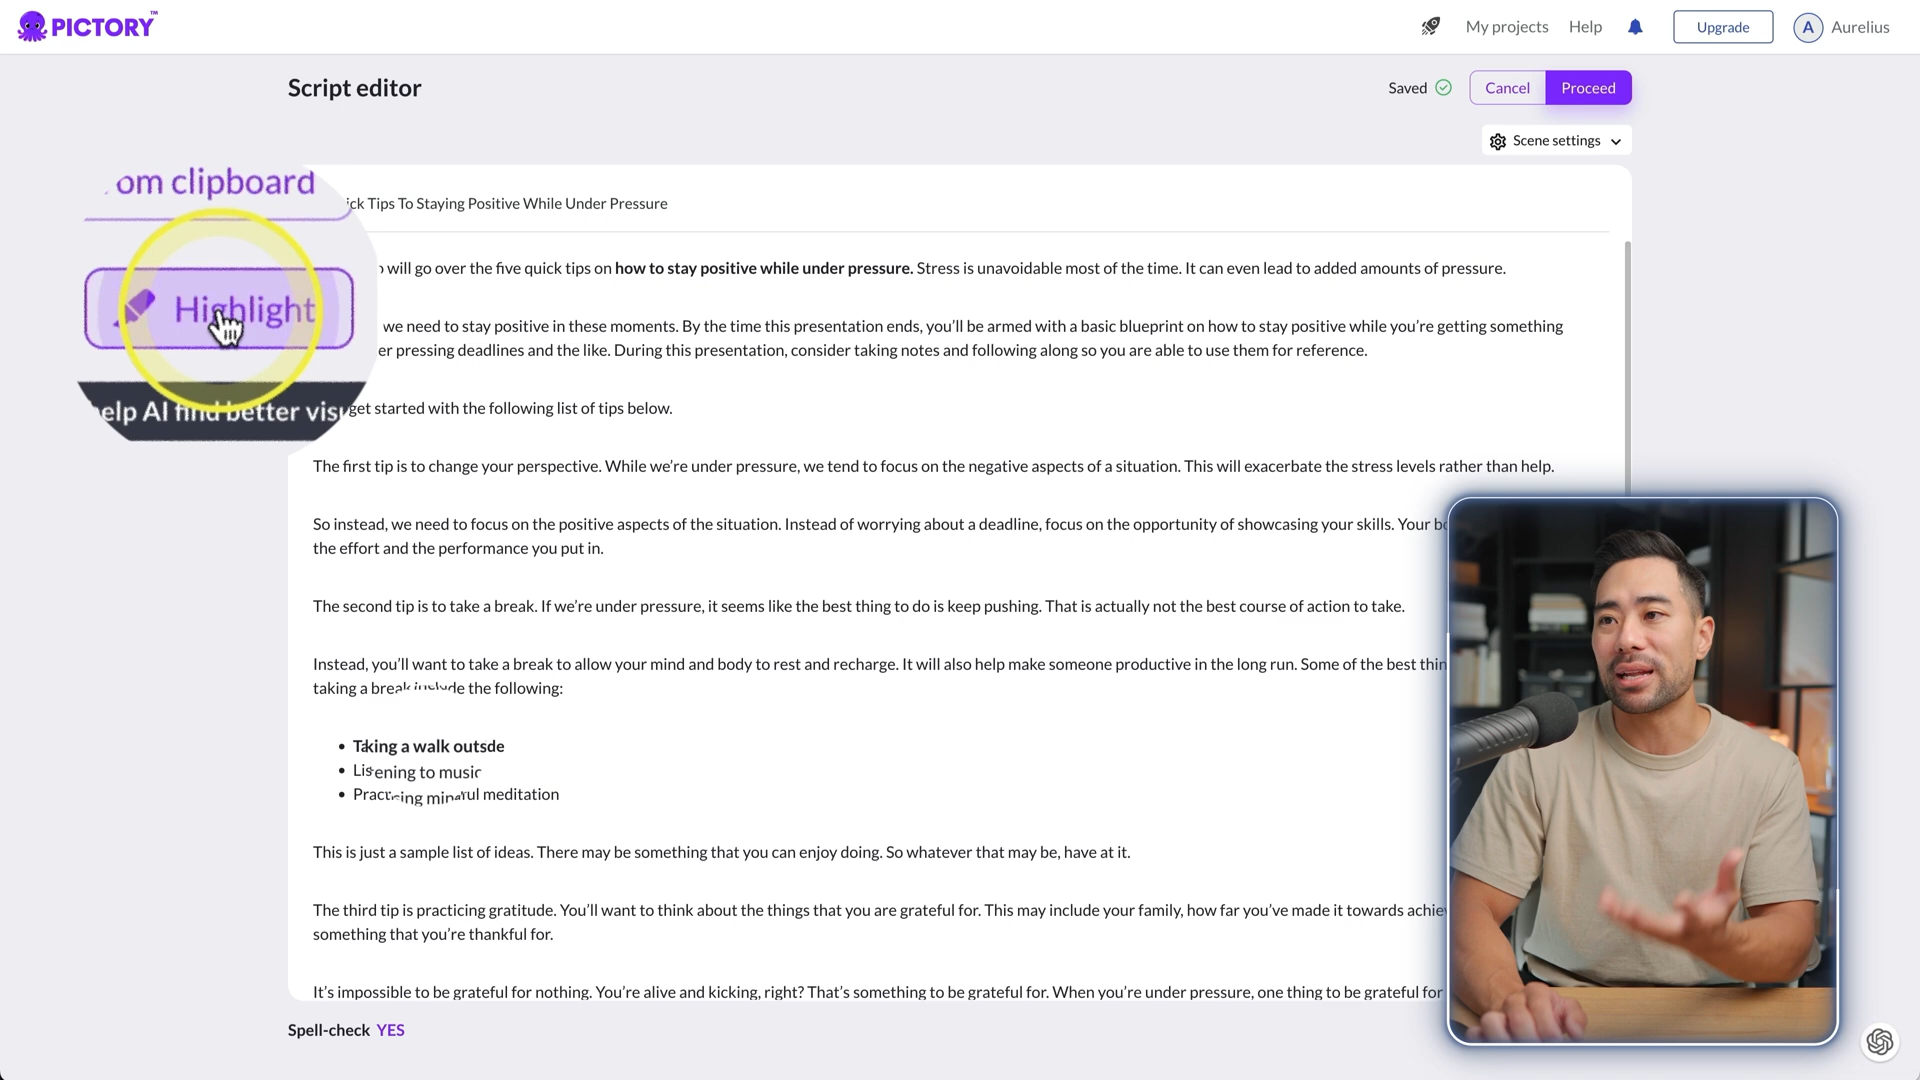 PICTORY™
My projects
Help
Upgrade
A
Aurelius
Script editor
Saved
Cancel
Proceed
Scene settings
om clipboard
Highlight
help AI find better
Tips To Staying Positive While Under Pressure
will go over the five quick tips on how to stay positive while under pressure. Stress is unavoidable most of the time. It can even lead to added amounts of pressure.
we need to stay positive in these moments. By the time this presentation ends, you'll be armed with a basic blueprint on how to stay positive while you're getting something
pressing deadlines and the like. During this presentation, consider taking notes and following along so you are able to use them for reference.
get started with the following list of tips below.
The first tip is to change your perspective. While we're under pressure, we tend to focus on the negative aspects of a situation. This will exacerbate the stress levels rather than help.
So instead, we need to focus on the positive aspects of the situation. Instead of worrying about a deadline, focus on the opportunity of showcasing your skills. Your
the effort and the performance you put in.
The second tip is to take a break. If we're under pressure, it seems like the best thing to do is keep pushing. That is actually not the best course of action to take.
Instead, you'll want to take a break to allow your mind and body to rest and recharge. It will also help make someone productive in the long run. Some of the best
taking a break include the following:
• Taking a walk outsde
• Listening to music
• Practicing mindful meditation
This is just a sample list of ideas. There may be something that you can enjoy doing. So whatever that may be, have at it.
The third tip is practicing gratitude. You'll want to think about the things that you are grateful for. This may include your family, how far you've made it towards
something that you're thankful for.
It's impossible to be grateful for nothing. You're alive and kicking, right? That's something to be grateful for. When you're under pressure, one thing to be grateful for
Spell-check YES